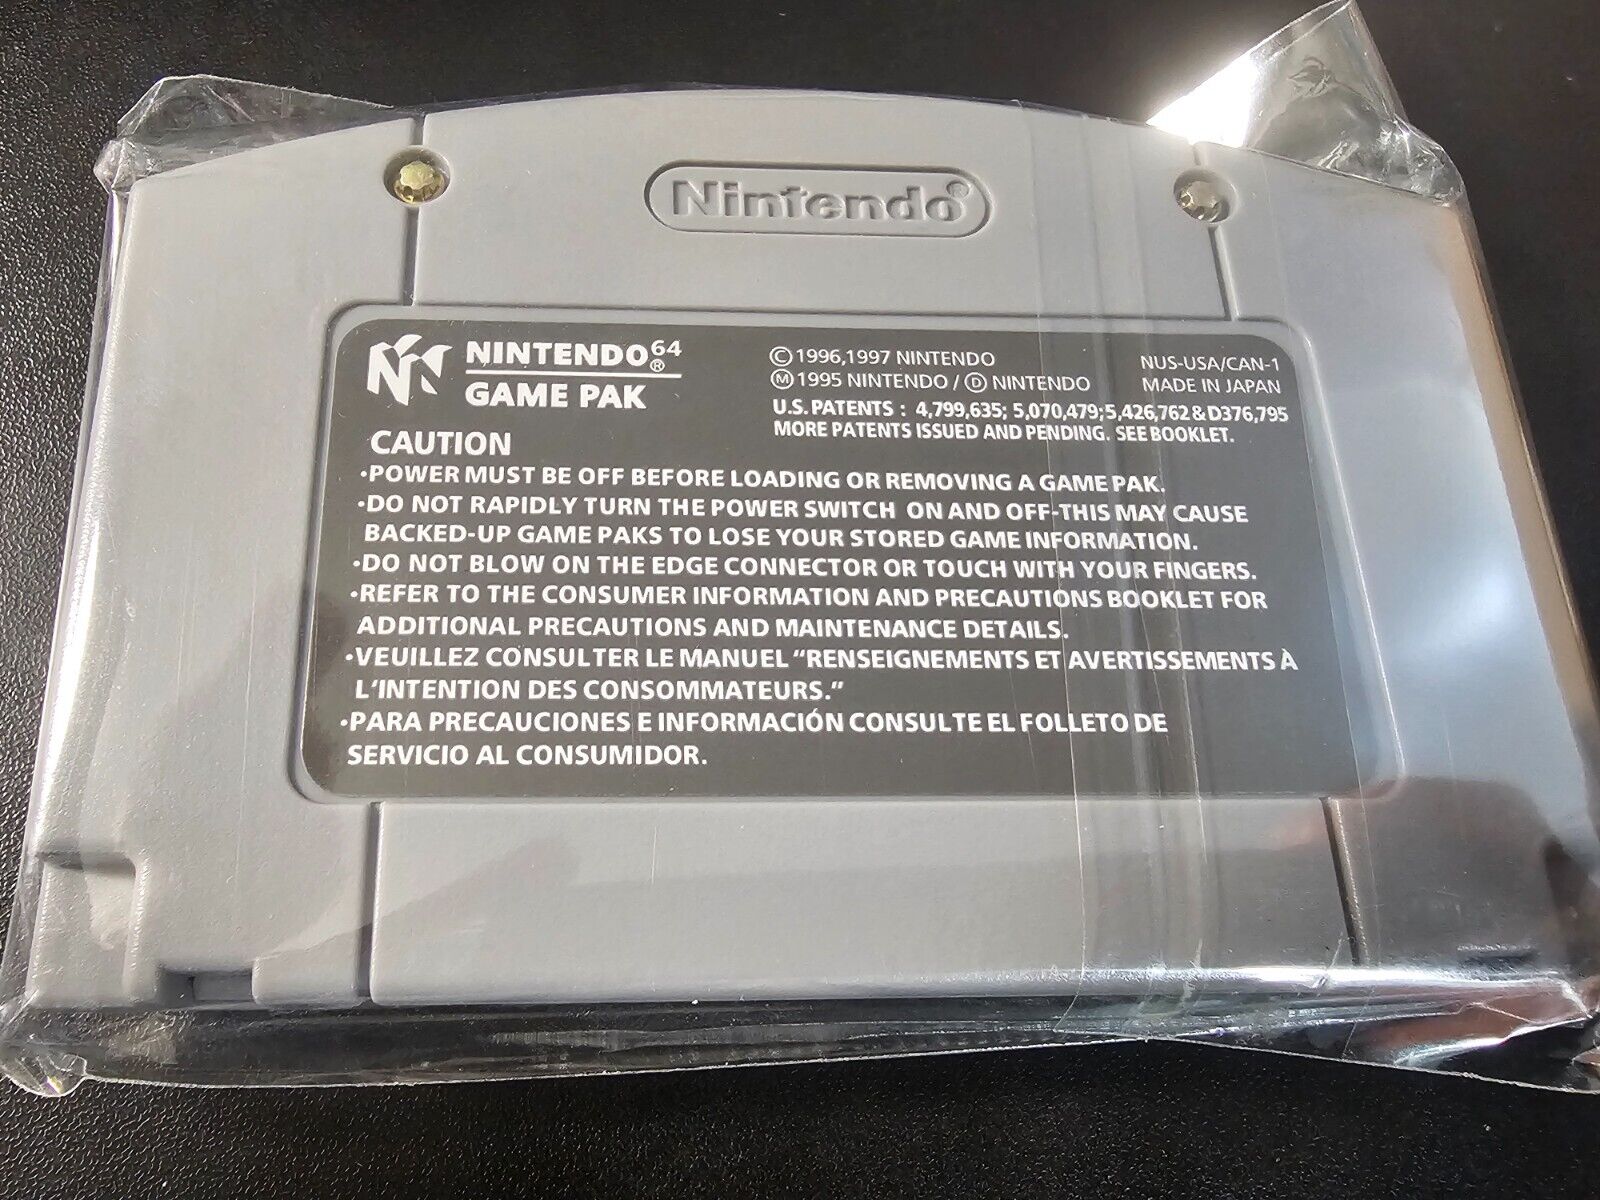 Nintendo®
NINTENDO64®
GAME PAK
© 1996,1997 NINTENDO
Ⓜ 1995 NINTENDO / Ⓓ NINTENDO
NUS-USA/CAN-1
MADE IN JAPAN
U.S. PATENTS : 4,799,635; 5,070,479; 5,426,762 & D376,795
MORE PATENTS ISSUED AND PENDING. SEE BOOKLET.
CAUTION
•POWER MUST BE OFF BEFORE LOADING OR REMOVING A GAME PAK.
•DO NOT RAPIDLY TURN THE POWER SWITCH ON AND OFF-THIS MAY CAUSE
BACKED-UP GAME PAKS TO LOSE YOUR STORED GAME INFORMATION.
•DO NOT BLOW ON THE EDGE CONNECTOR OR TOUCH WITH YOUR FINGERS.
•REFER TO THE CONSUMER INFORMATION AND PRECAUTIONS BOOKLET FOR
ADDITIONAL PRECAUTIONS AND MAINTENANCE DETAILS.
•VEUILLEZ CONSULTER LE MANUEL “RENSEIGNEMENTS ET AVERTISSEMENTS À
L'INTENTION DES CONSOMMATEURS.”
•PARA PRECAUCIONES E INFORMACIÓN CONSULTE EL FOLLETO DE
SERVICIO AL CONSUMIDOR.